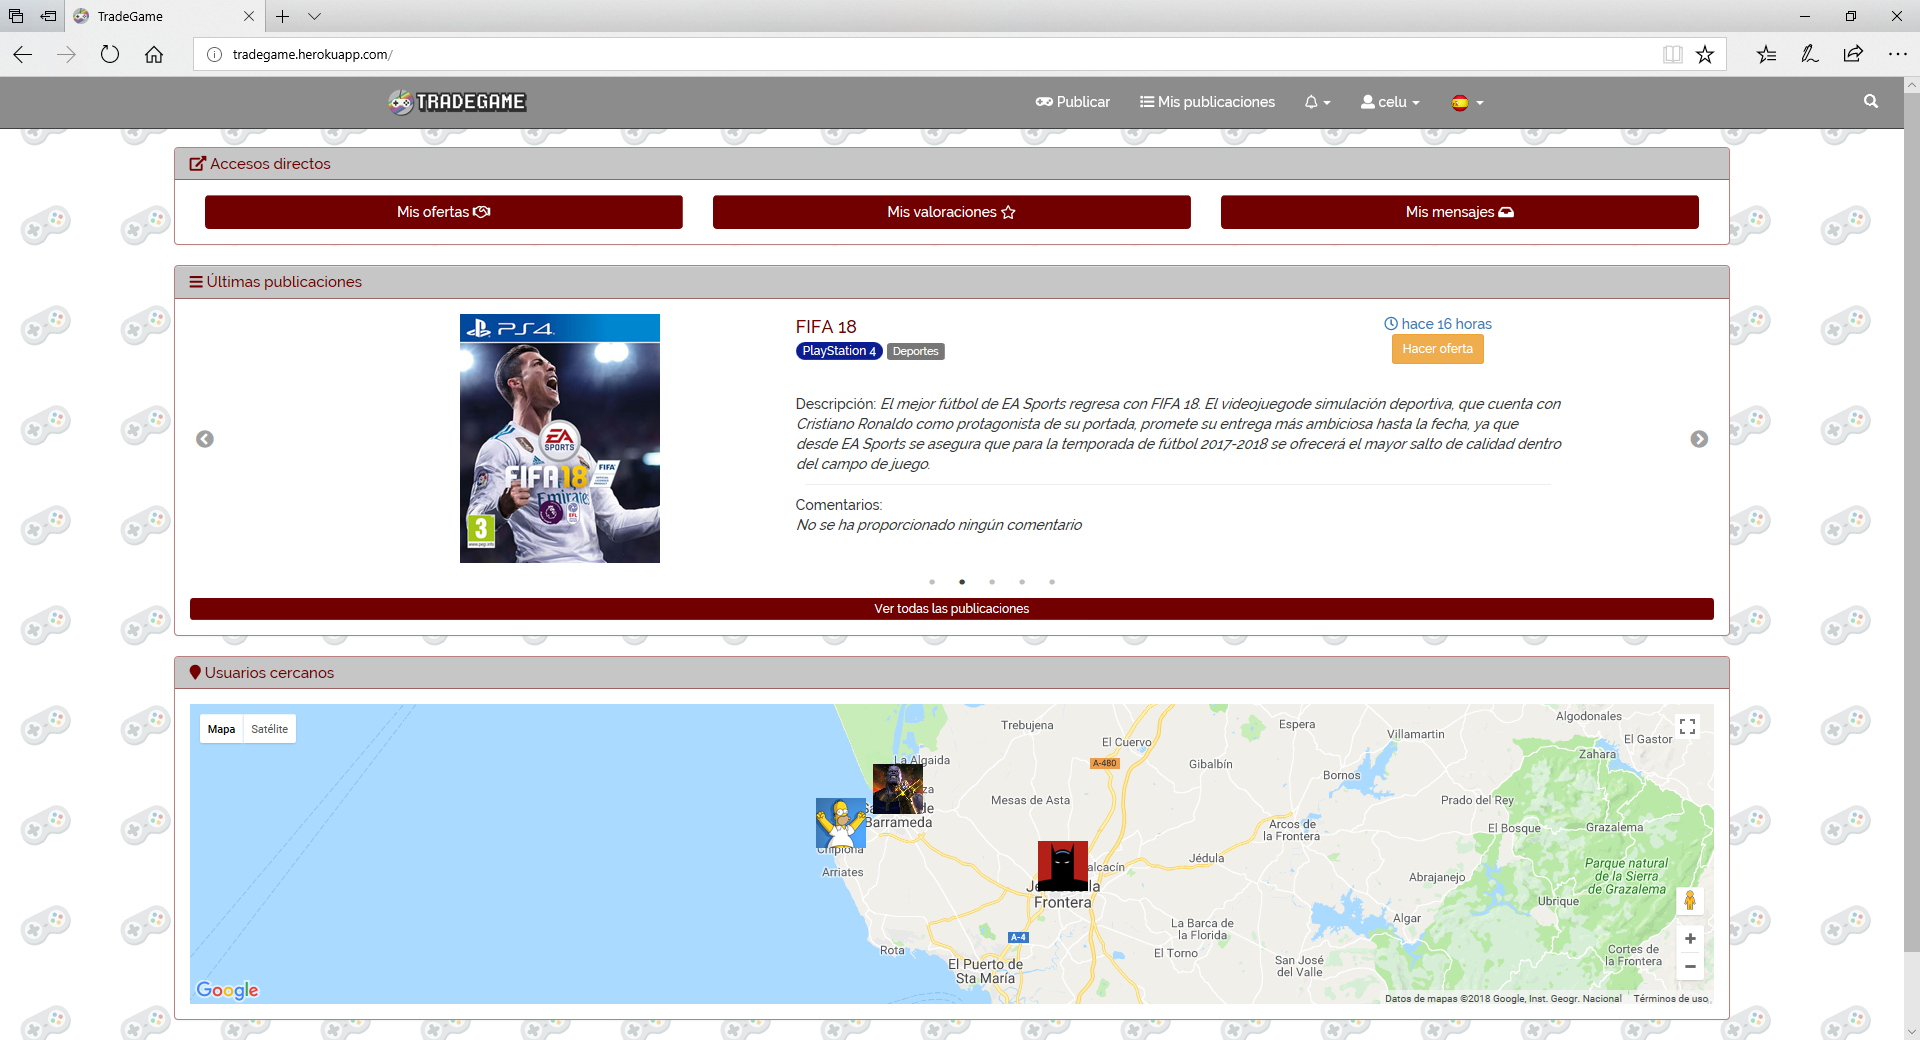 TradeGame
tradegame.herokuapp.com/
TRADEGAME
Publicar
Mis publicaciones
celu
Accesos directos
Mis ofertas
Mis valoraciones
Mis mensajes
Últimas publicaciones
PS4
EA
SPORTS
FIFA 18
FIFA
Emirates
3
www.pegi.info
FIFA 18
hace 16 horas
PlayStation 4
Deportes
Hacer oferta
Descripción: El mejor fútbol de EA Sports regresa con FIFA 18. El videojuegode simulación deportiva, que cuenta con
Cristiano Ronaldo como protagonista de su portada, promete su entrega más ambiciosa hasta la fecha, ya que
desde EA Sports se asegura que para la temporada de fútbol 2017-2018 se ofrecerá el mayor salto de calidad dentro
del campo de juego.
Comentarios:
No se ha proporcionado ningún comentario
Ver todas las publicaciones
Usuarios cercanos
Mapa
Satélite
Trebujena
Espera
Algodonales
El Cuervo
Villamartin
El Gastor
Zahara
La Algaida
A-480
Gibalbín
Bornos
Mesas de Asta
Prado del Rey
de
Barrameda
Arcos de
la Frontera
El Bosque
Grazalema
Chipiona
Jédula
Arriates
Parque natural
de la Sierra
de Grazalema
Abrajanejo
la
Frontera
Ubrique
La Barca de
la Florida
Algar
A-4
Rota
El Torno
Cortes de
la Frontera
El Puerto de
Sta María
San José
del Valle
Google
Datos de mapas ©2018 Google, Inst. Geogr. Nacional
Términos de uso